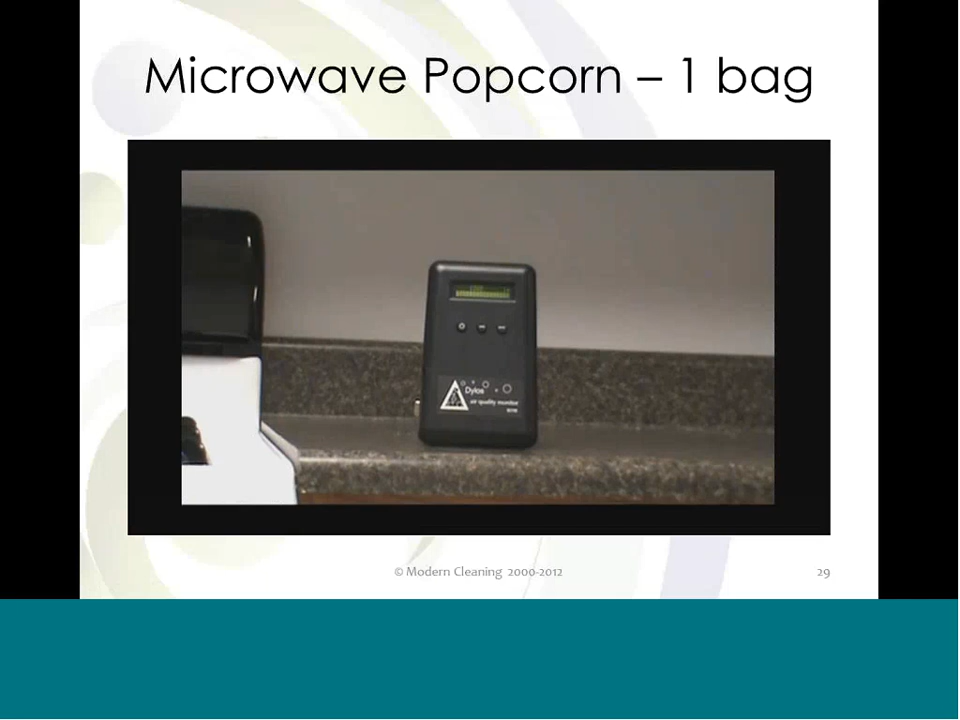 Microwave Popcorn – 1 bag
Dylos
air quality monitor
© Modern Cleaning 2000-2012
29